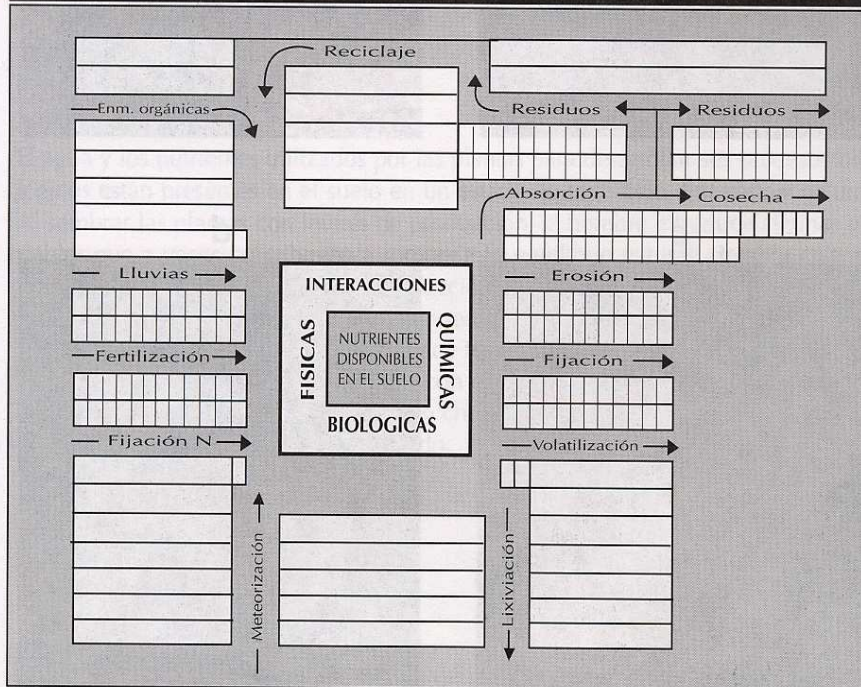 Reciclaje
Enm. orgánicas
Residuos
Residuos
Absorción
Cosecha
Lluvias
Erosión
INTERACCIONES
FISICAS
QUIMICAS
NUTRIENTES
DISPONIBLES
EN EL SUELO
BIOLOGICAS
Fertilización
Fijación
Fijación N
Volatilización
Meteorización
Lixiviación